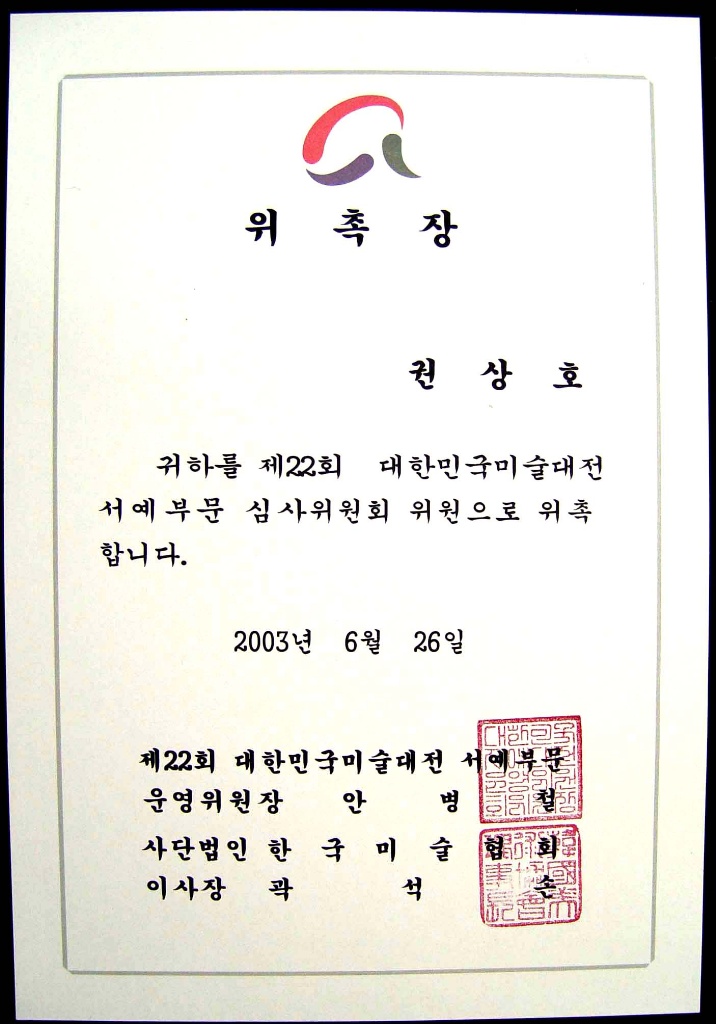 위 촉 장
권 상 호
귀하를 제22회 대한민국미술대전
서예부문 심사위원회 위원으로 위촉
합니다.
2003년 6월 26일
제22회 대한민국미술대전 서예부문
운영위원장 안 병 철
사단법인 한 국 미 술 협 회
이사장 곽 석 손